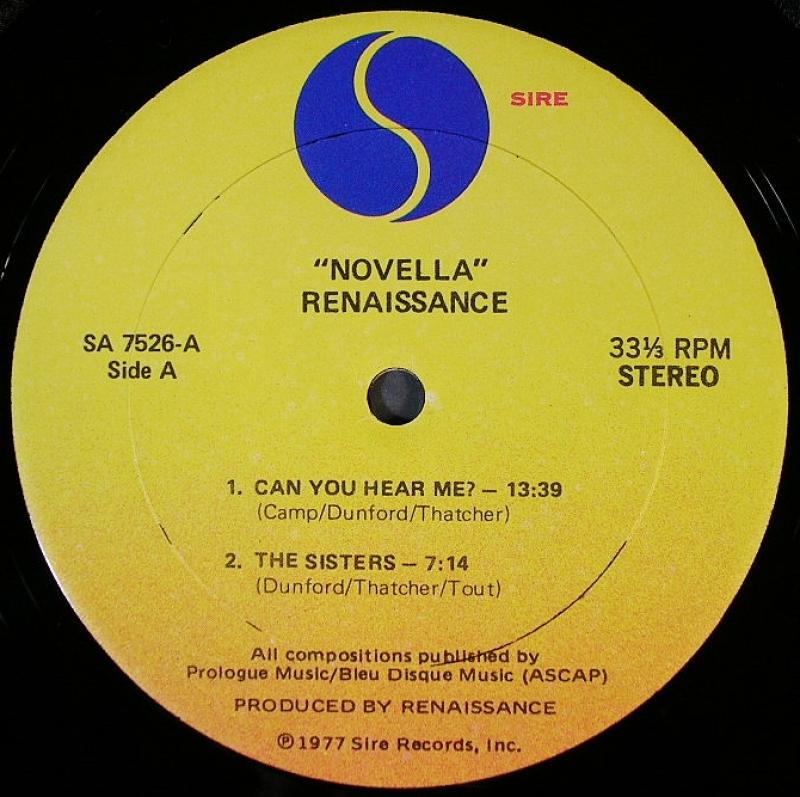 SIRE
"NOVELLA"
RENAISSANCE
SA 7526-A
Side A
33⅓ RPM
STEREO
1. CAN YOU HEAR ME? — 13:39
(Camp/Dunford/Thatcher)
2. THE SISTERS — 7:14
(Dunford/Thatcher/Tout)
All compositions published by
Prologue Music/Bleu Disque Music (ASCAP)
PRODUCED BY RENAISSANCE
℗1977 Sire Records, Inc.